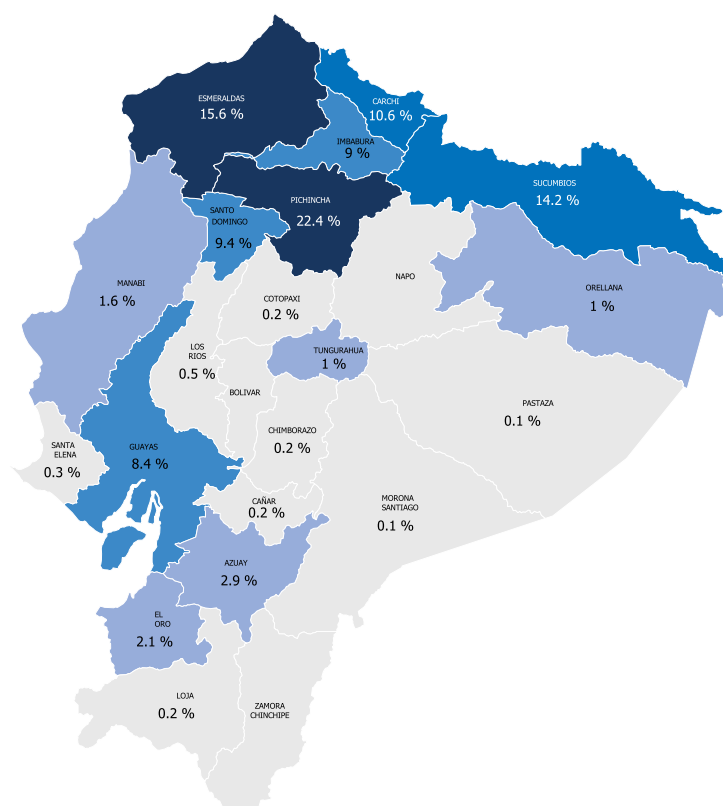 ESMERALDAS
15.6 %
CARCHI
10.6 %
IMBABURA
9 %
SUCUMBIOS
14.2 %
PICHINCHA
22.4 %
SANTO
DOMINGO
9.4 %
MANABI
1.6 %
NAPO
ORELLANA
1 %
COTOPAXI
0.2 %
LOS
RIOS
0.5 %
TUNGURAHUA
1 %
BOLIVAR
PASTAZA
0.1 %
CHIMBORAZO
0.2 %
SANTA
ELENA
0.3 %
GUAYAS
8.4 %
CAÑAR
0.2 %
MORONA
SANTIAGO
0.1 %
AZUAY
2.9 %
EL
ORO
2.1 %
LOJA
0.2 %
ZAMORA
CHINCHIPE